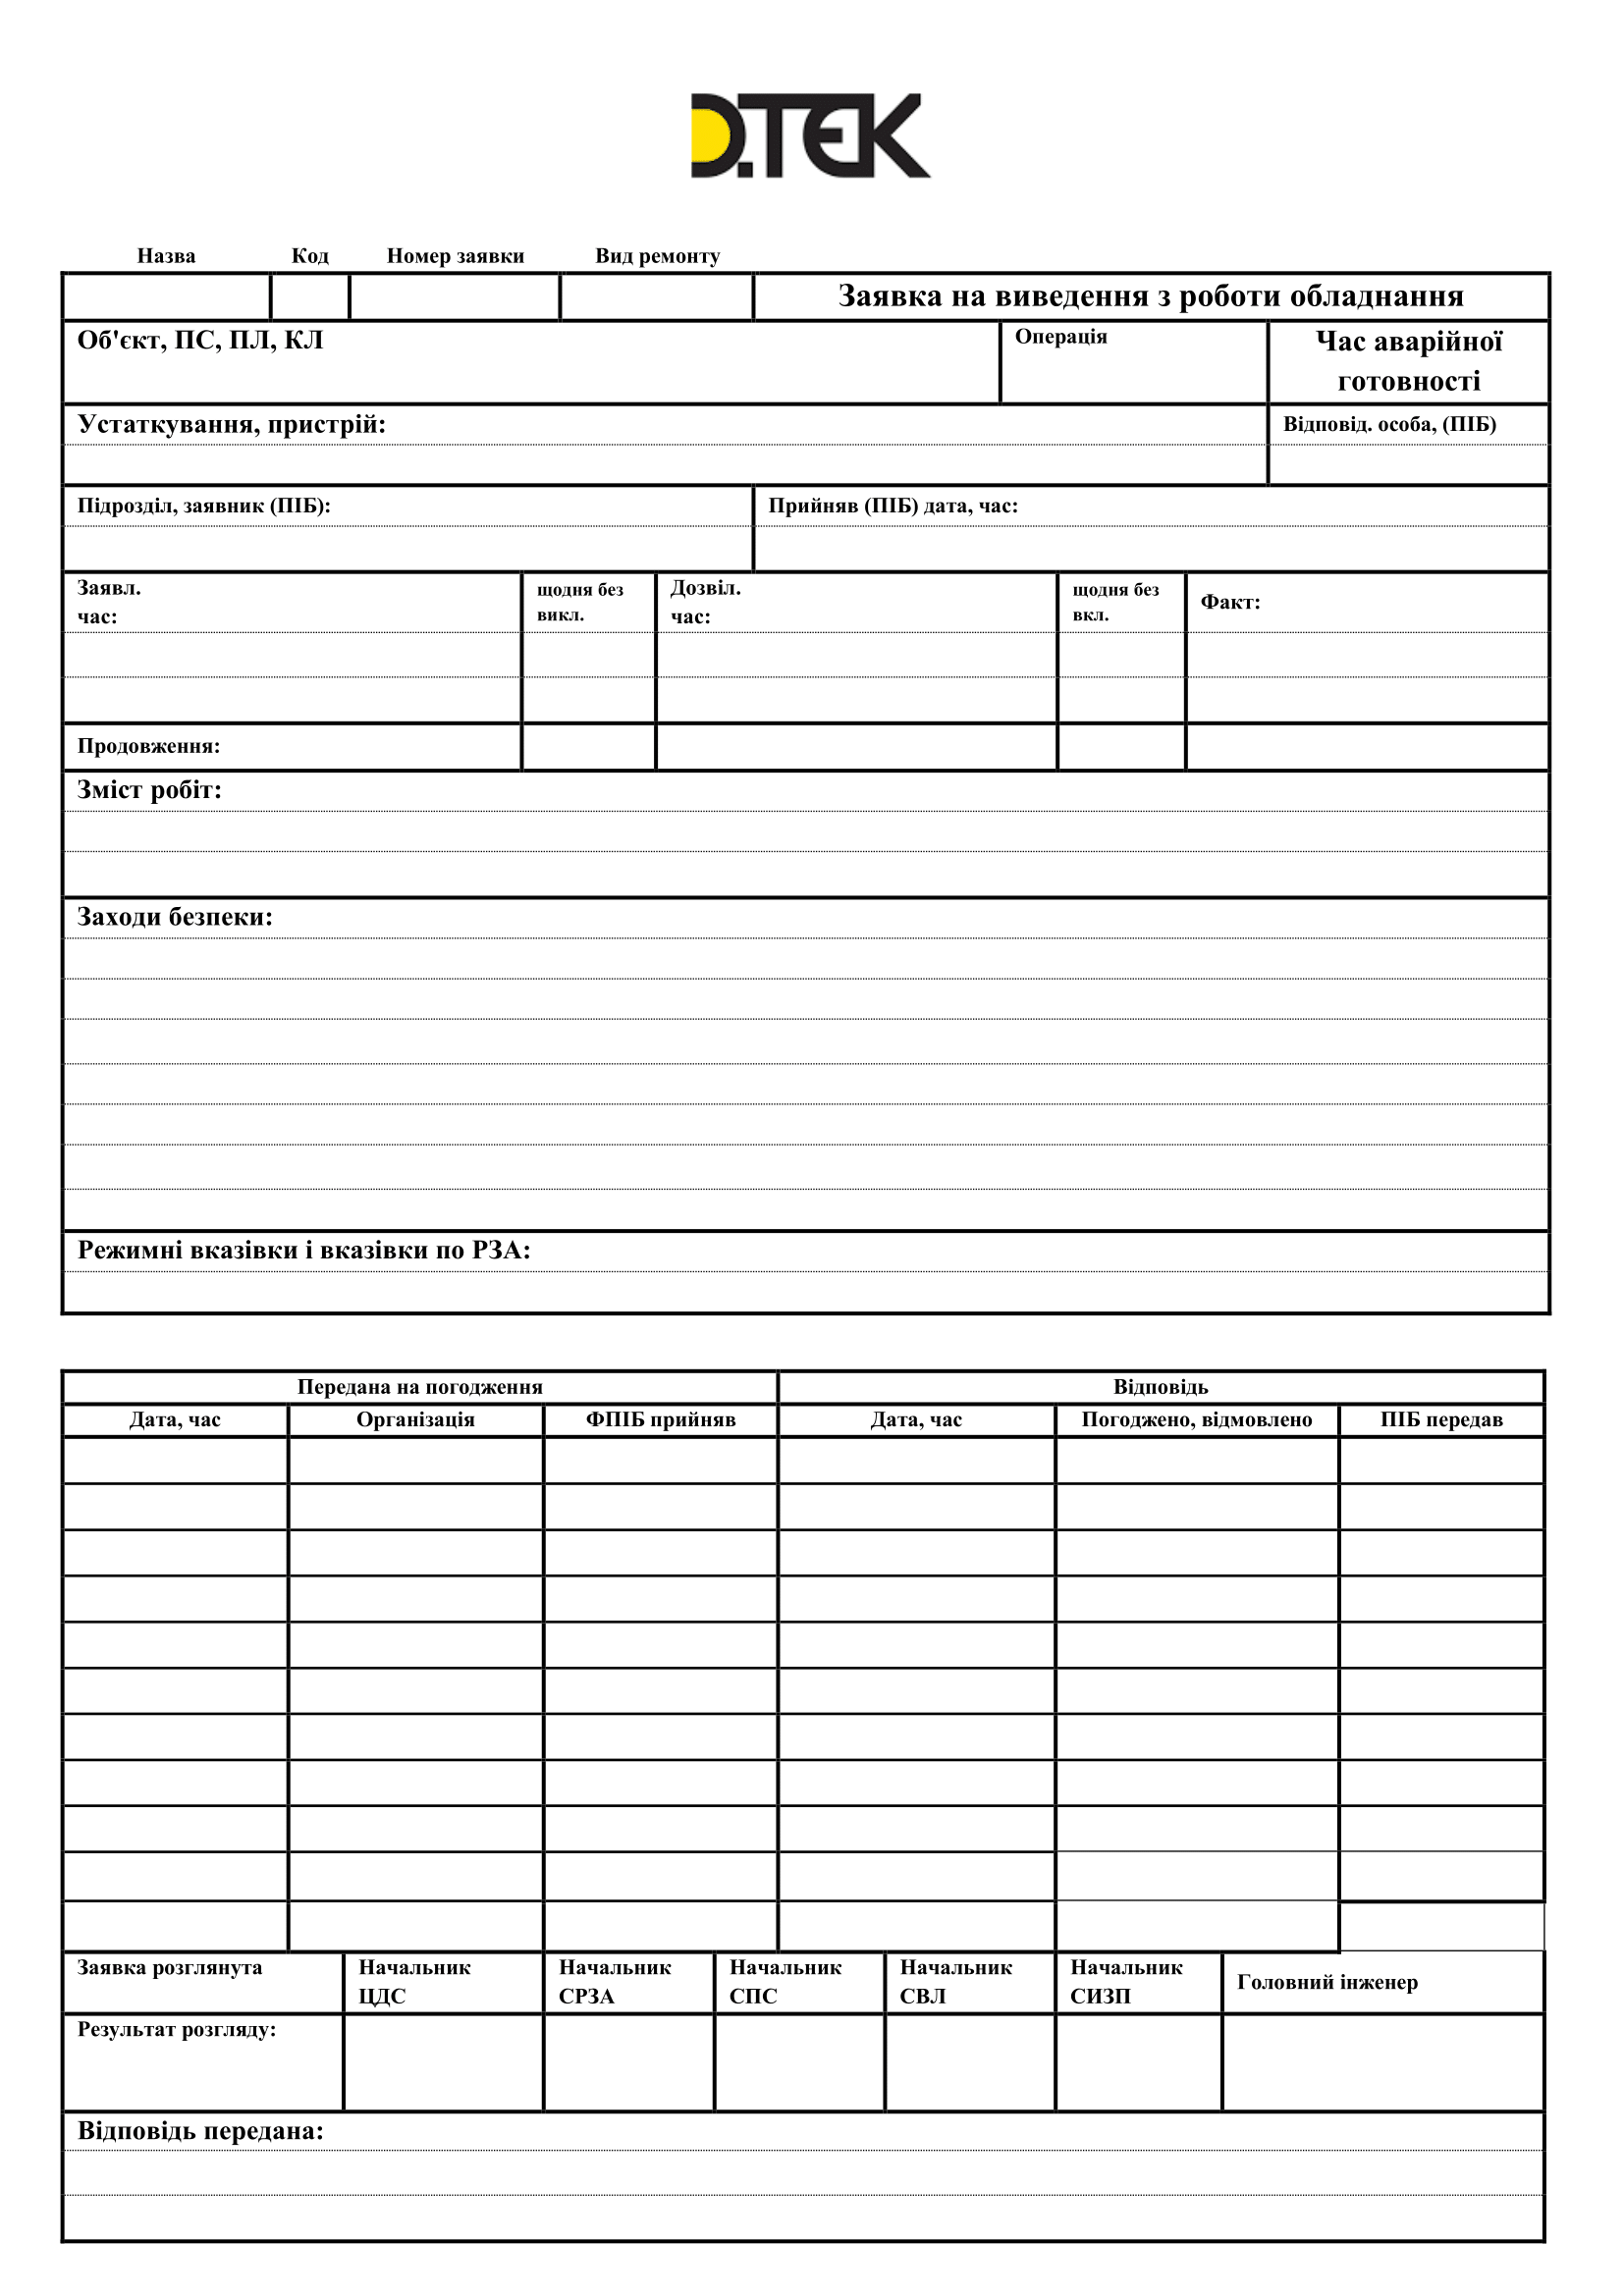 D.TEK
Назва Код Номер заявки Вид ремонту
Заявка на виведення з роботи обладнання
Об'єкт, ПС, ПЛ, КЛ Операція Час аварійної
готовності
Устаткування, пристрій: Відповід. особа, (ПІБ)
Підрозділ, заявник (ПІБ): Прийняв (ПІБ) дата, час:
Заявл. щодня без Дозвіл. щодня без Факт:
час: викл. час: вкл.
Продовження:
Зміст робіт:
Заходи безпеки:
Режимні вказівки і вказівки по РЗА:
Передана на погодження Відповідь
Дата, час Організація ФПІБ прийняв Дата, час Погоджено, відмовлено ПІБ передав
Заявка розглянута Начальник Начальник Начальник Начальник Начальник Головний інженер
ЦДС СРЗА СПС СВЛ СИЗП
Результат розгляду:
Відповідь передана: